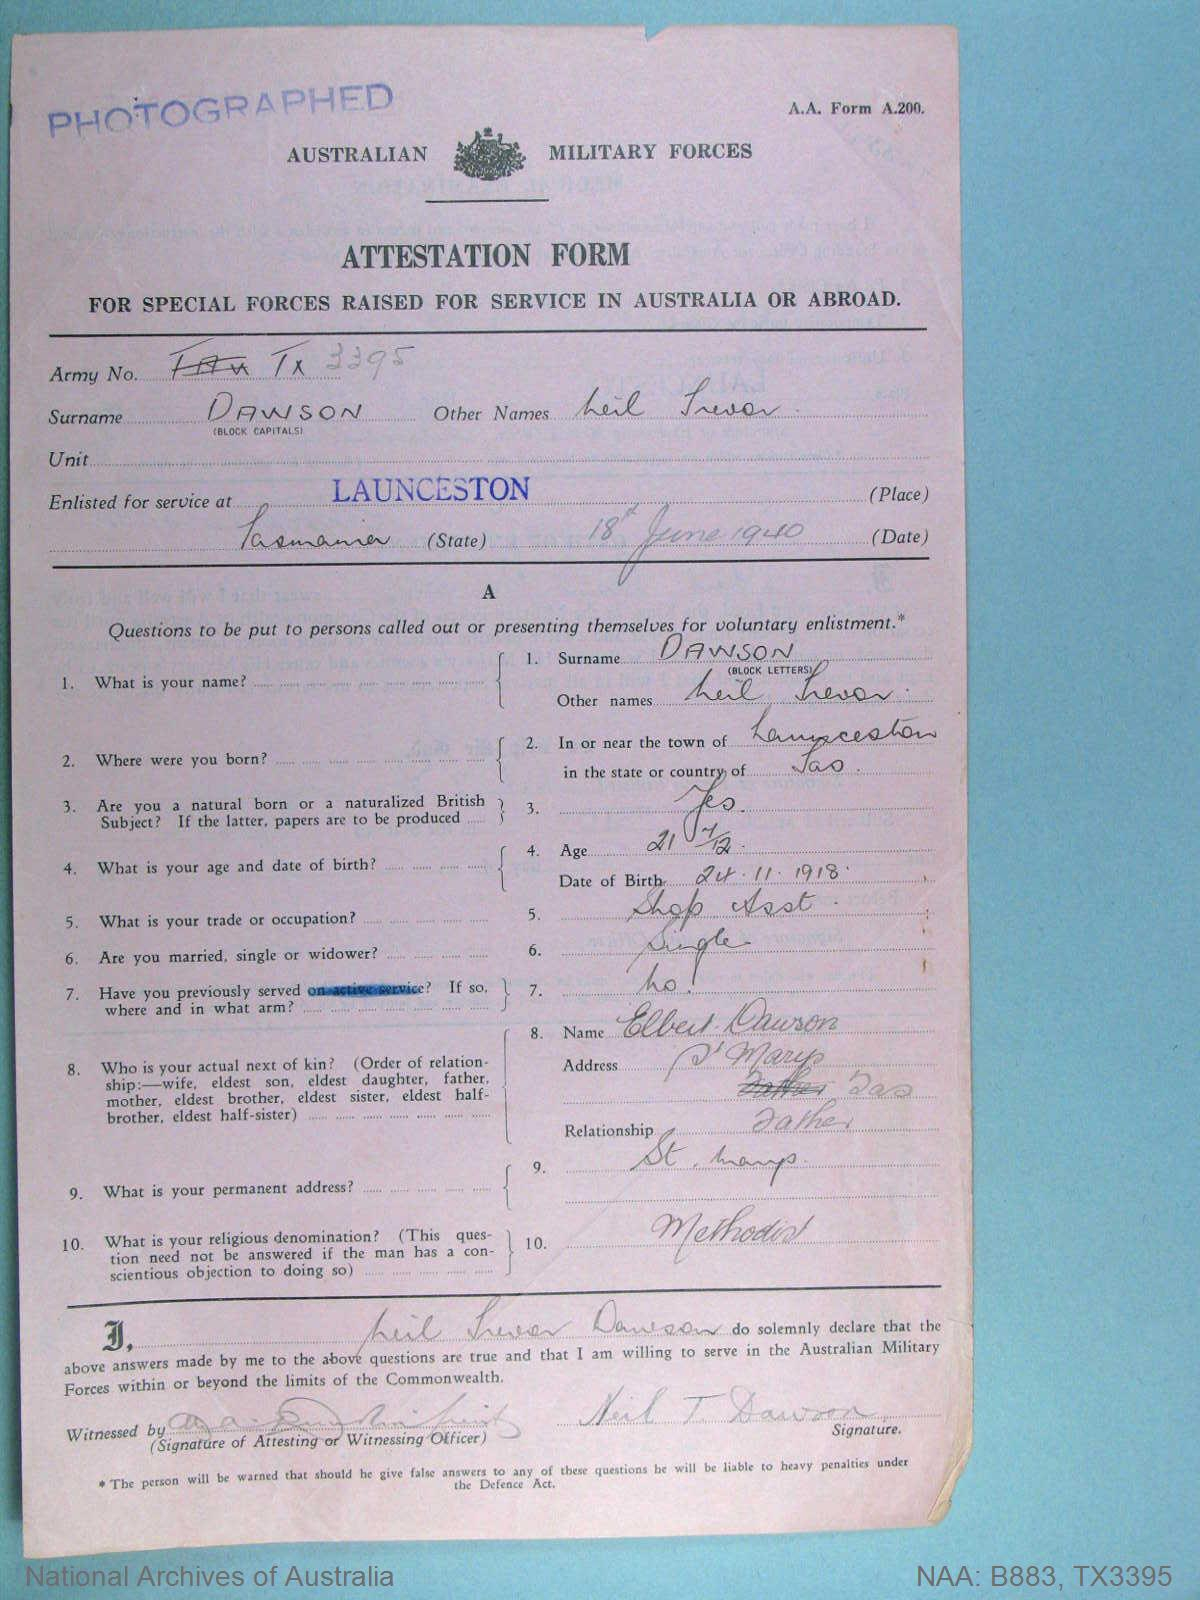 PHOTOGRAPHED
A.A. Form A.200.
AUSTRALIAN MILITARY FORCES
ATTESTATION FORM
FOR SPECIAL FORCES RAISED FOR SERVICE IN AUSTRALIA OR ABROAD.
Army No. TX 3395
Surname DAWSON Other Names Neil Trevor.
(BLOCK CAPITALS)
Unit
Enlisted for service at LAUNCESTON (Place)
Tasmania (State) 18th June 1940 (Date)
A
Questions to be put to persons called out or presenting themselves for voluntary enlistment.*
1. What is your name? 1. Surname DAWSON
(BLOCK LETTERS)
Other names Neil Trevor.
2. Where were you born? 2. In or near the town of Launceston
in the state or country of Tas.
3. Are you a natural born or a naturalized British
Subject? If the latter, papers are to be produced 3. Yes.
4. What is your age and date of birth? 4. Age 21 7/12.
Date of Birth 24.11.1918.
5. What is your trade or occupation? 5. Shop Asst.
6. Are you married, single or widower? 6. Single
7. Have you previously served on active service? If so,
where and in what arm? 7. No!
8. Who is your actual next of kin? (Order of relation-
ship:—wife, eldest son, eldest daughter, father,
mother, eldest brother, eldest sister, eldest half-
brother, eldest half-sister)
8. Name Elbert Dawson
Address St Marys
Father Tas
Relationship Father
9. What is your permanent address? 9. St. Marys.
10. What is your religious denomination? (This ques-
tion need not be answered if the man has a con-
scientious objection to doing so) 10. Methodist
I, Neil Trevor Dawson do solemnly declare that the
above answers made by me to the above questions are true and that I am willing to serve in the Australian Military
Forces within or beyond the limits of the Commonwealth.
Witnessed by Neil T. Dawson
(Signature of Attesting or Witnessing Officer) Signature.
* The person will be warned that should he give false answers to any of these questions he will be liable to heavy penalties under
the Defence Act.
National Archives of Australia NAA: B883, TX3395